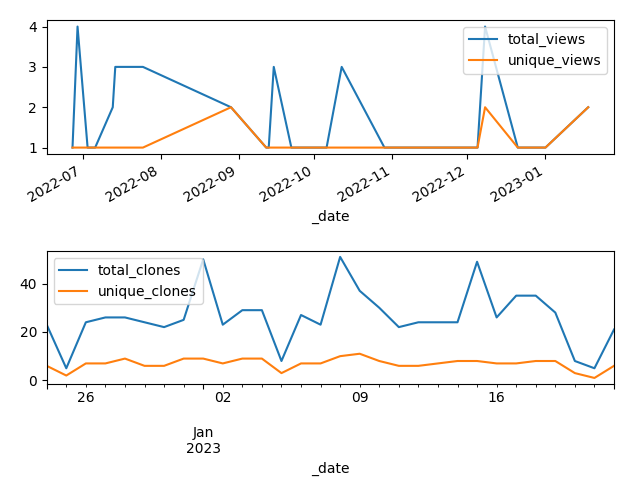 4
3
2
1
total_views
unique_views
2022-07
2022-08
2022-09
2022-10
2022-11
2022-12
2023-01
_date
40
20
0
total_clones
unique_clones
26
02
09
16
Jan
2023
_date